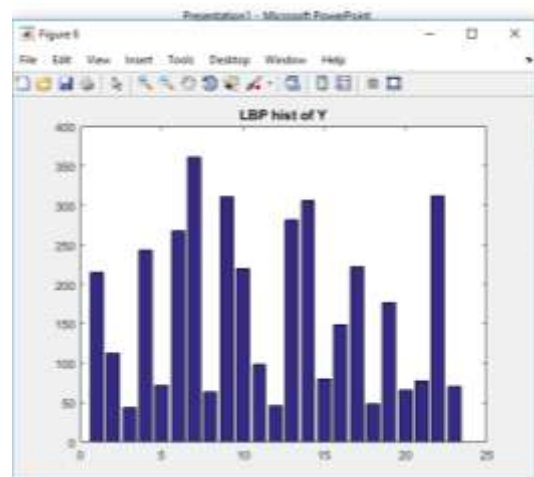 Presentation1 - Microsoft PowerPoint
Figure 6
File Edit View Insert Tools Desktop Window Help
LBP hist of Y
400
350
300
250
200
150
100
50
0
0 5 10 15 20 25